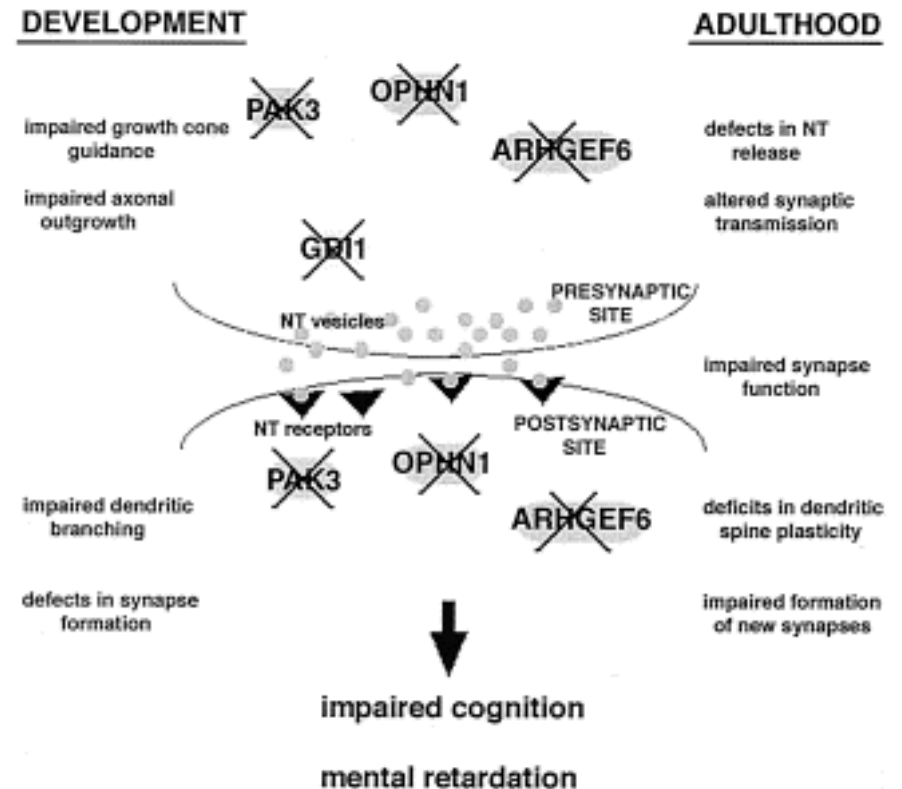 DEVELOPMENT
ADULTHOOD
PAK3
OPHN1
ARHGEF6
impaired growth cone
guidance
defects in NT
release
impaired axonal
outgrowth
altered synaptic
transmission
GDI1
PRESYNAPTIC
SITE
NT vesicles
impaired synapse
function
NT receptors
POSTSYNAPTIC
SITE
PAK3
OPHN1
ARHGEF6
impaired dendritic
branching
deficits in dendritic
spine plasticity
defects in synapse
formation
impaired formation
of new synapses
impaired cognition
mental retardation